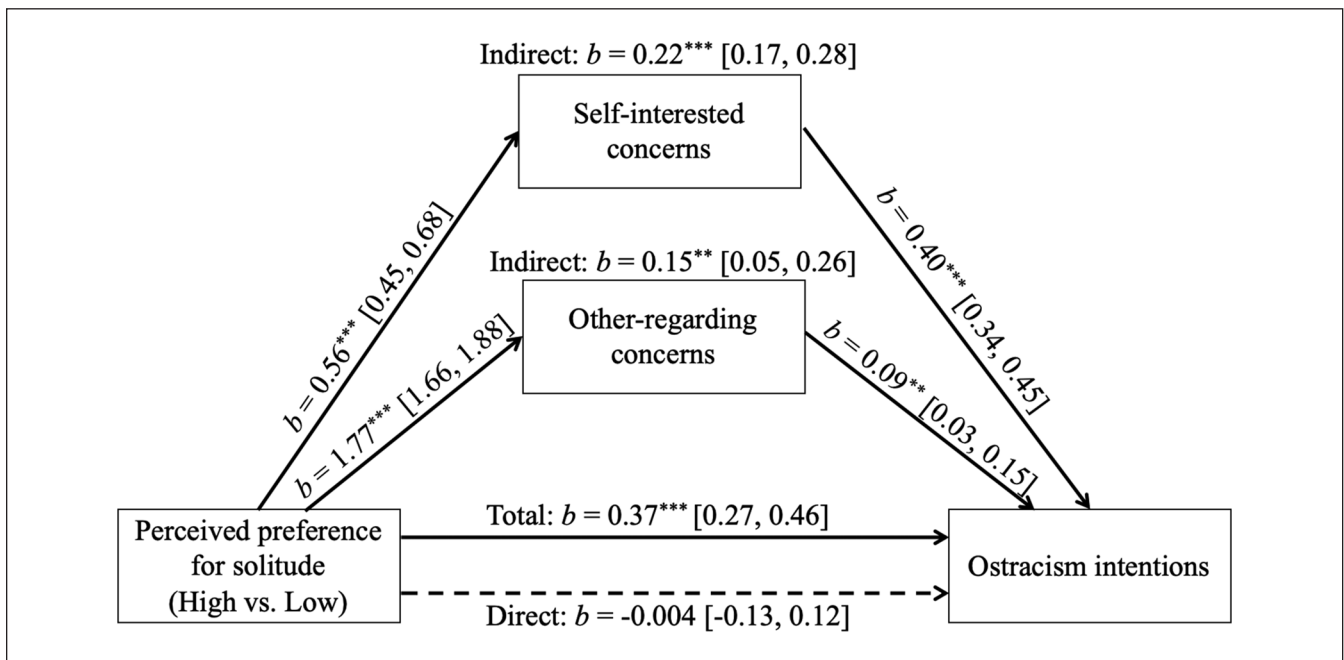 Indirect: b = 0.22*** [0.17, 0.28]
Self-interested
concerns
b = 0.56*** [0.45, 0.68]
b = 0.40*** [0.34, 0.45]
Indirect: b = 0.15** [0.05, 0.26]
Other-regarding
concerns
b = 1.77*** [1.66, 1.88]
b = 0.09** [0.03, 0.15]
Perceived preference
for solitude
(High vs. Low)
Total: b = 0.37*** [0.27, 0.46]
Direct: b = -0.004 [-0.13, 0.12]
Ostracism intentions